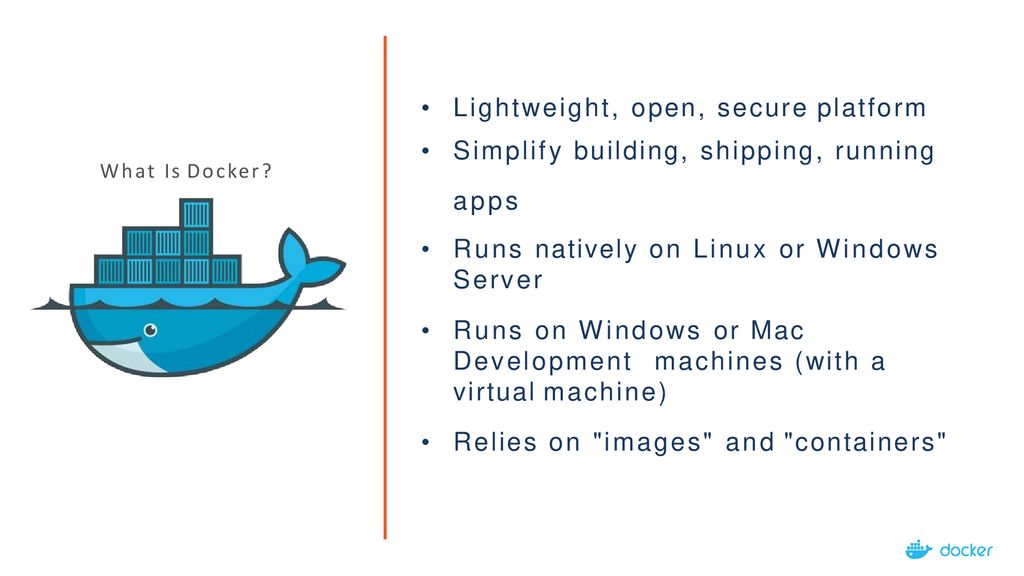 What Is Docker?
• Lightweight, open, secure platform
• Simplify building, shipping, running
apps
• Runs natively on Linux or Windows
Server
• Runs on Windows or Mac
Development machines (with a
virtual machine)
• Relies on "images" and "containers"
docker